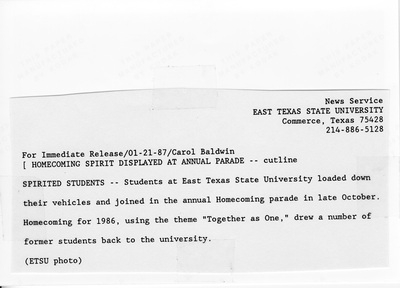 News Service
EAST TEXAS STATE UNIVERSITY
Commerce, Texas 75428
214-886-5128
For Immediate Release/01-21-87/Carol Baldwin
[ HOMECOMING SPIRIT DISPLAYED AT ANNUAL PARADE -- cutline
SPIRITED STUDENTS -- Students at East Texas State University loaded down
their vehicles and joined in the annual Homecoming parade in late October.
Homecoming for 1986, using the theme "Together as One," drew a number of
former students back to the university.
(ETSU photo)